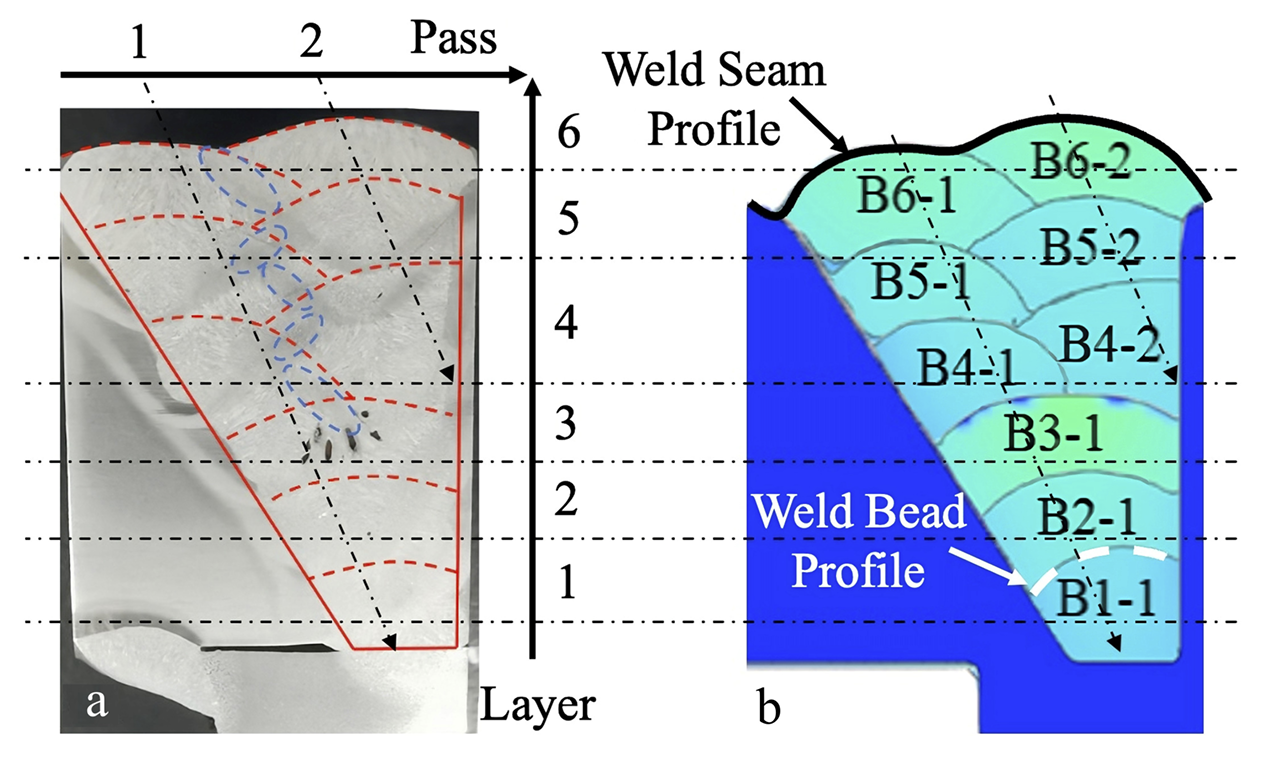 1
2
Pass
6
5
4
3
2
1
Layer
a
Weld Seam
Profile
B6-1
B6-2
B5-1
B5-2
B4-1
B4-2
B3-1
B2-1
Weld Bead
Profile
B1-1
b